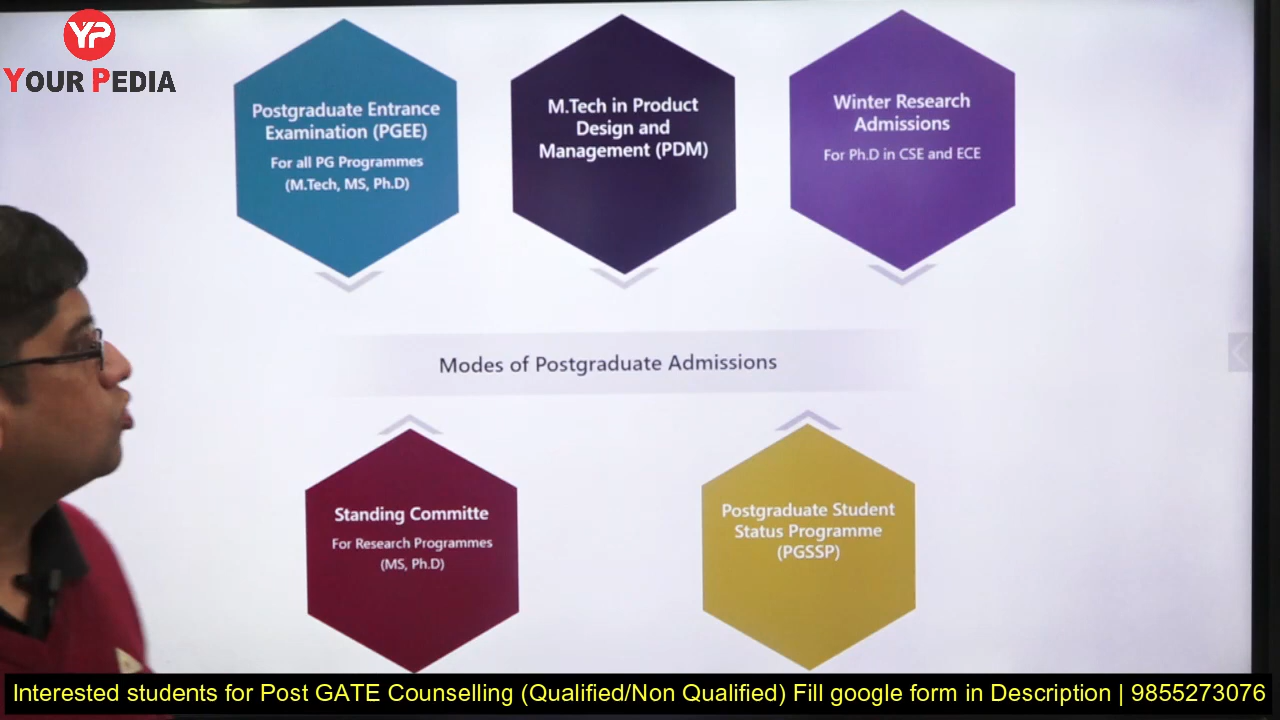 YP
YOUR PEDIA
Postgraduate Entrance
Examination (PGEE)
For all PG Programmes
(M.Tech, MS, Ph.D)
M.Tech in Product
Design and
Management (PDM)
Winter Research
Admissions
For Ph.D in CSE and ECE
Modes of Postgraduate Admissions
Standing Committe
For Research Programmes
(MS, Ph.D)
Postgraduate Student
Status Programme
(PGSSP)
Interested students for Post GATE Counselling (Qualified/Non Qualified) Fill google form in Description | 9855273076